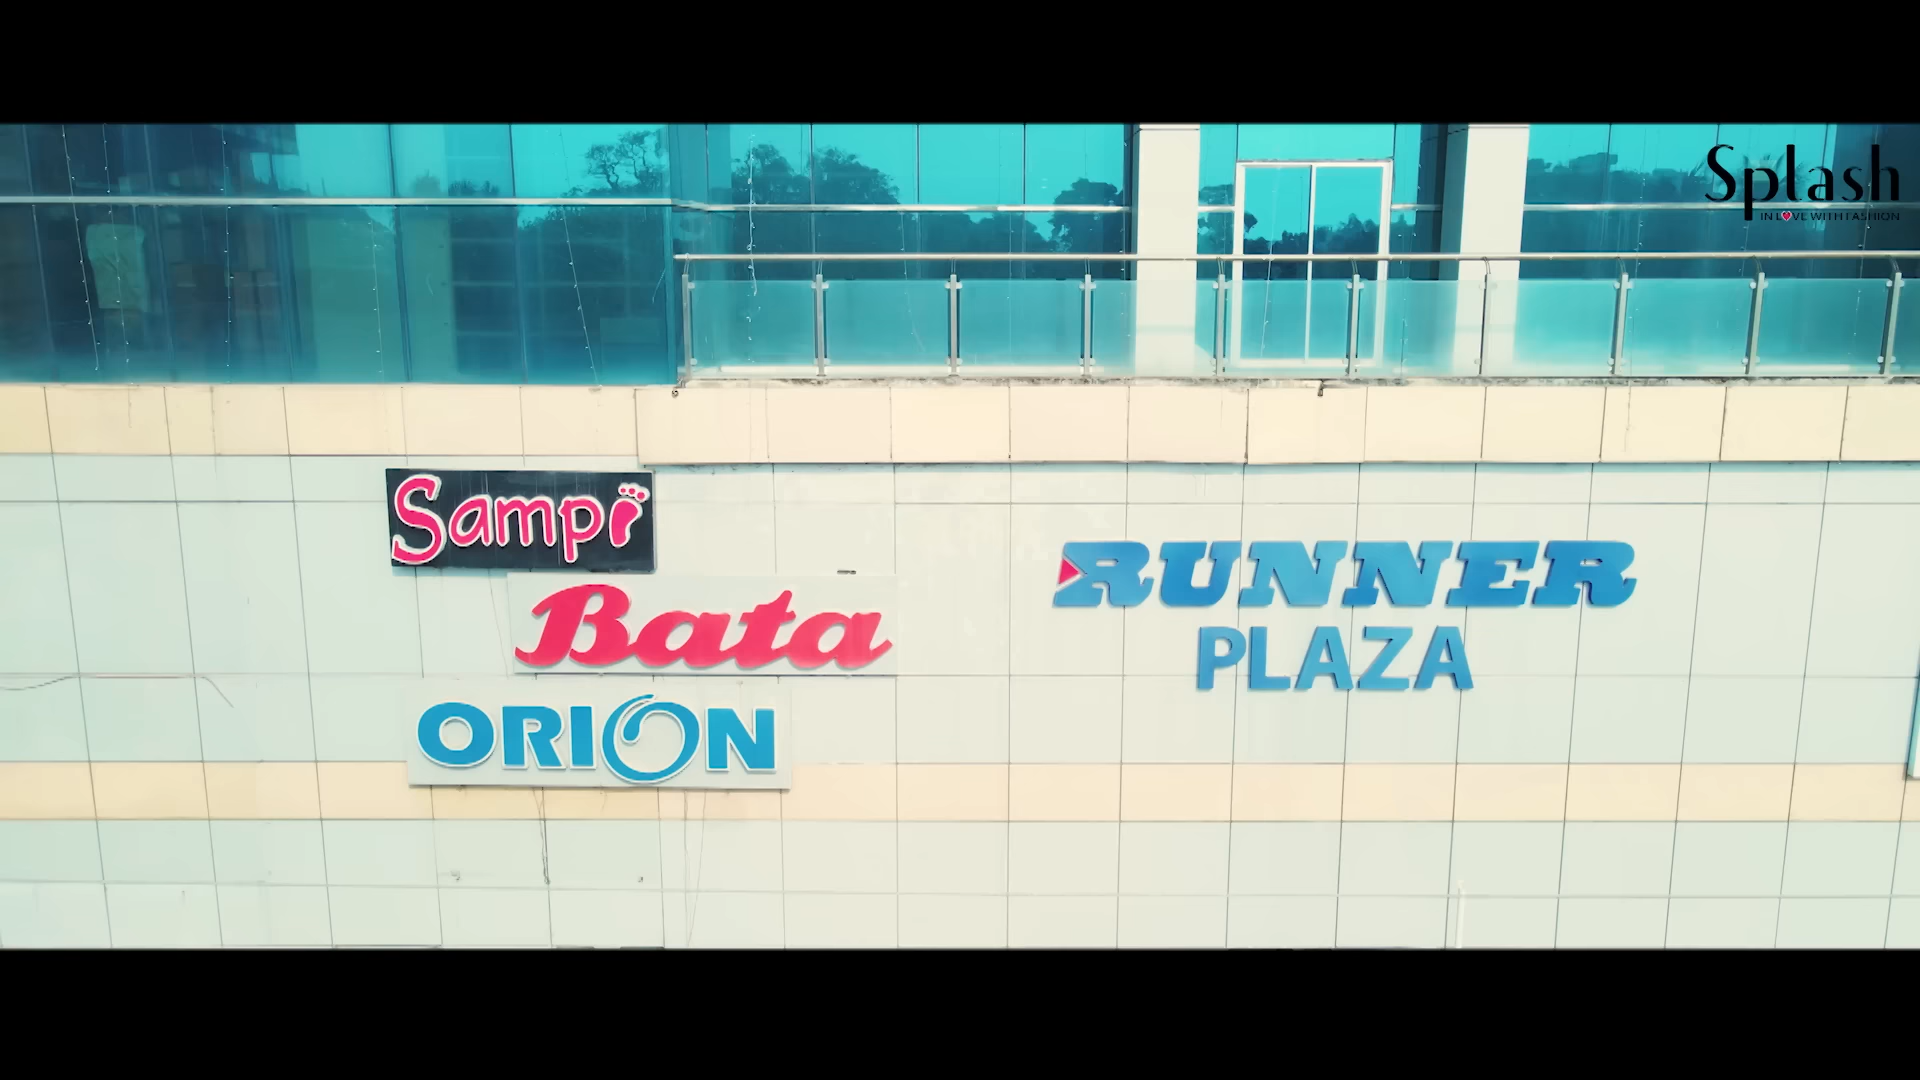 Splash
IN LOVE WITH FASHION
Sampi
Bata
ORION
RUNNER
PLAZA